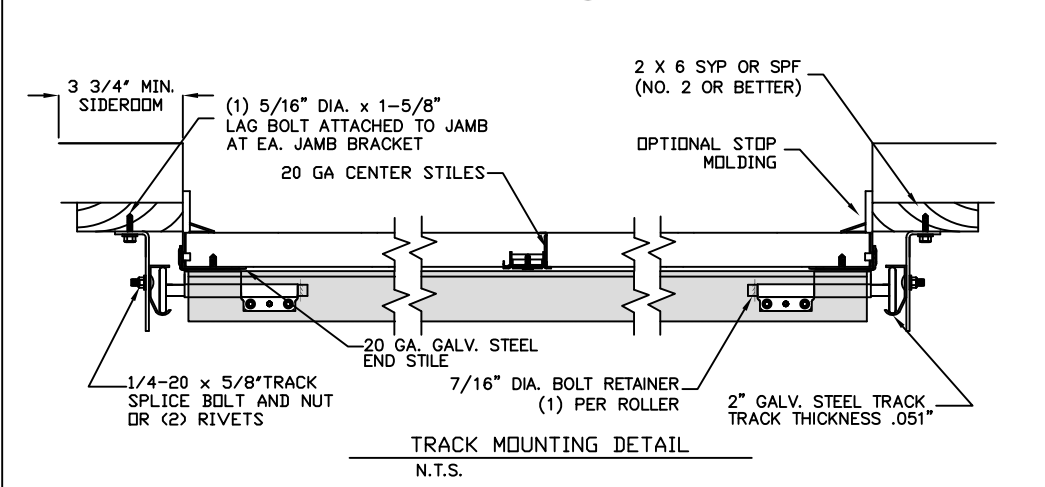 3 3/4" MIN.
SIDEROOM
(1) 5/16" DIA. x 1-5/8"
LAG BOLT ATTACHED TO JAMB
AT EA. JAMB BRACKET
20 GA CENTER STILES
2 X 6 SYP OR SPF
(NO. 2 OR BETTER)
OPTIONAL STOP
MOLDING
20 GA. GALV. STEEL
END STILE
1/4-20 x 5/8"TRACK
SPLICE BOLT AND NUT
OR (2) RIVETS
7/16" DIA. BOLT RETAINER
(1) PER ROLLER
2" GALV. STEEL TRACK
TRACK THICKNESS .051"
TRACK MOUNTING DETAIL
N.T.S.